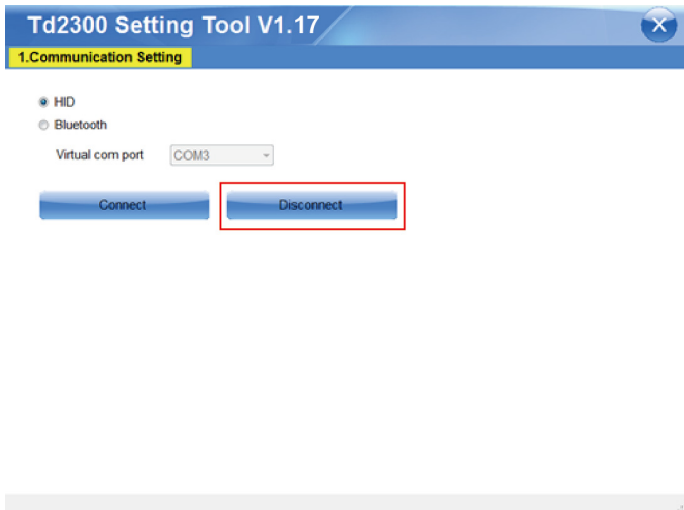 Td2300 Setting Tool V1.17
1.Communication Setting
HID
Bluetooth
Virtual com port COM3
Connect Disconnect